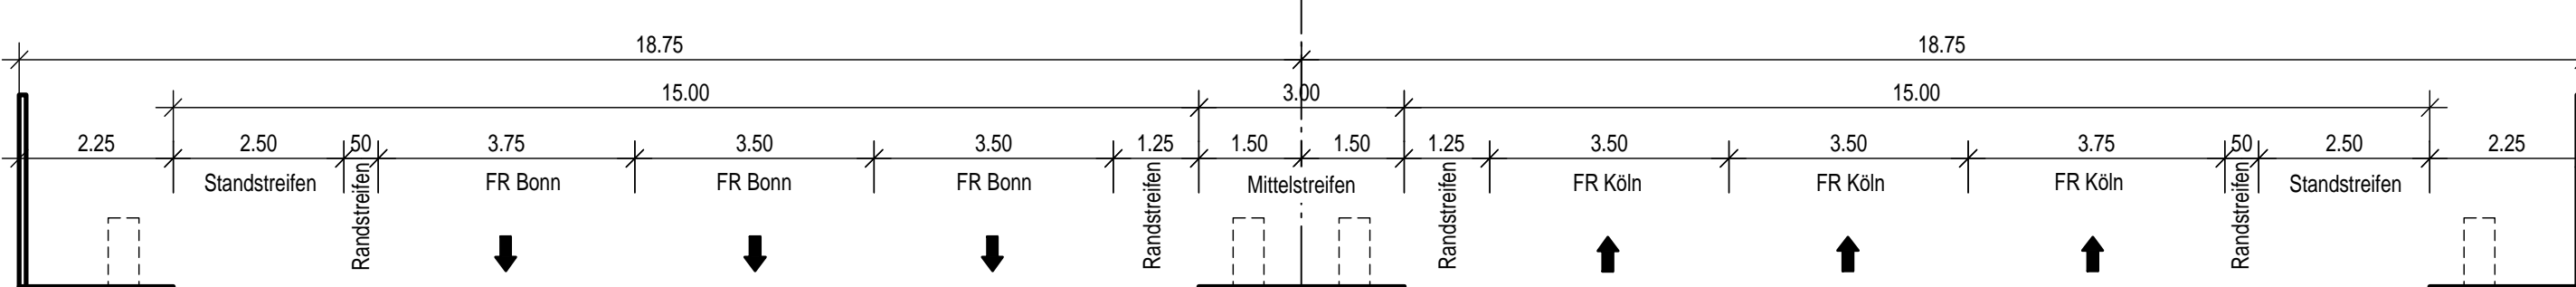 18.75 18.75
15.00 3.00 15.00
2.25 2.50 50 3.75 3.50 3.50 1.25 1.50 1.50 1.25 3.50 3.50 3.75 50 2.50 2.25
Standstreifen Randstreifen FR Bonn FR Bonn FR Bonn Randstreifen Mittelstreifen Randstreifen FR Köln FR Köln FR Köln Randstreifen Standstreifen